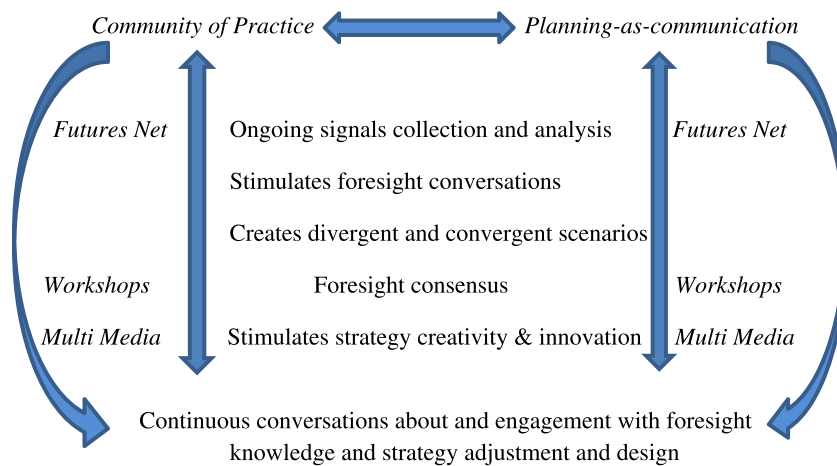 Community of Practice Planning-as-communication
Futures Net Ongoing signals collection and analysis Futures Net
Stimulates foresight conversations
Creates divergent and convergent scenarios
Workshops Foresight consensus Workshops
Multi Media Stimulates strategy creativity & innovation Multi Media
Continuous conversations about and engagement with foresight
knowledge and strategy adjustment and design